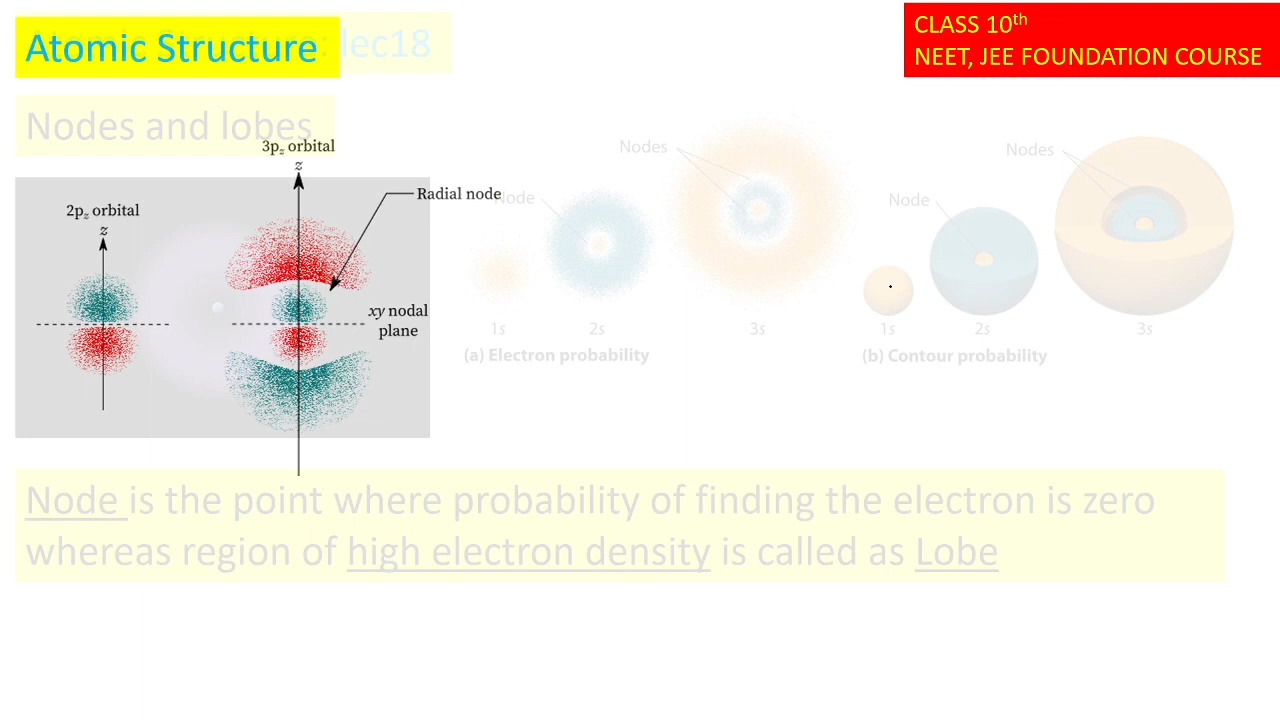 Atomic Structure: lec18
CLASS 10th
NEET, JEE FOUNDATION COURSE
Nodes and lobes
3pz orbital
z
Radial node
2pz orbital
z
xy nodal
plane
Node
Nodes
1s
2s
3s
(a) Electron probability
Node
Nodes
1s
2s
3s
(b) Contour probability
Node is the point where probability of finding the electron is zero
whereas region of high electron density is called as Lobe